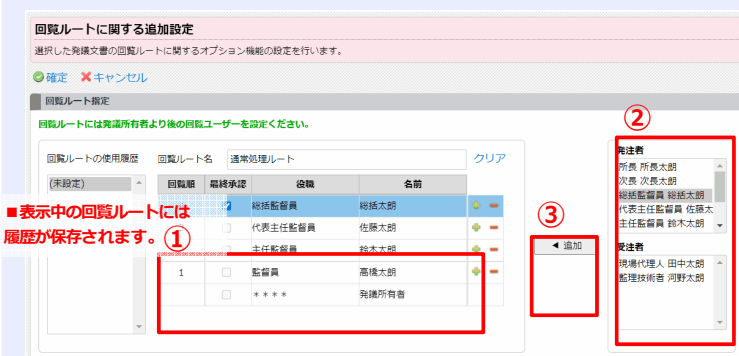 回覧ルートに関する追加設定
選択した発議文書の回覧ルートに関するオプション機能の設定を行います。
確定 キャンセル
回覧ルート指定
回覧ルートには発議所有者より後の回覧ユーザーを設定ください。
②
回覧ルートの使用履歴 回覧ルート名 通常処理ルート クリア
(未設定)
回覧順 最終承認 役職 名前
総括監督員 総括太朗
代表主任監督員 佐藤太朗
主任監督員 鈴木太朗
1 監督員 高橋太朗
**** 発議所有者
■表示中の回覧ルートには
履歴が保存されます。
①
③
◀ 追加
発注者
所長 所長太朗
次長 次長太朗
総括監督員 総括太朗
代表主任監督員 佐藤太
主任監督員 鈴木太朗
受注者
現場代理人 田中太朗
監理技術者 河野太朗